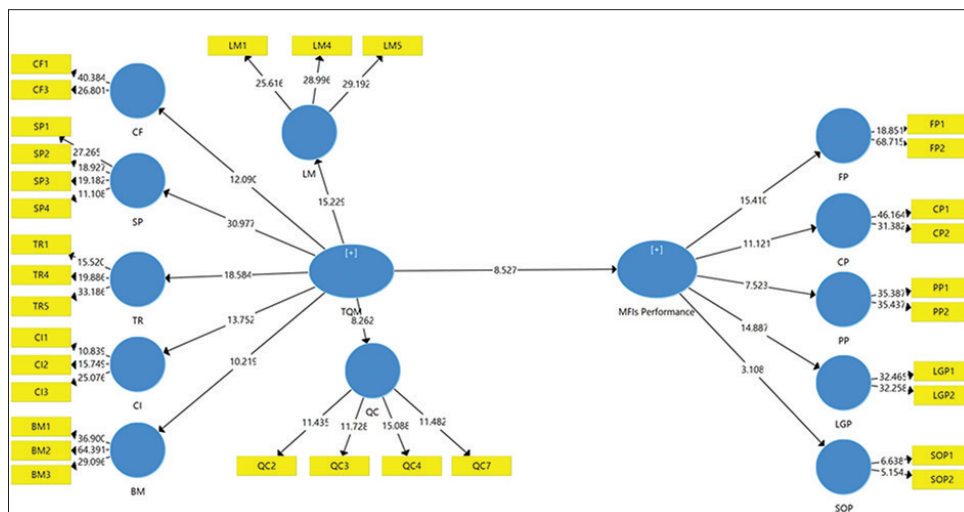 LM1
LM4
LM5
25.616
28.996
29.192
LM
15.229
CF1
CF3
40.384
26.801
CF
12.090
SP1
SP2
SP3
SP4
27.265
18.927
19.182
11.108
SP
30.977
TR1
TR4
TR5
15.520
19.886
33.186
TR
18.584
CI1
CI2
CI3
10.839
15.749
25.076
CI
13.752
BM1
BM2
BM3
36.900
64.391
29.096
BM
10.219
[+]
TQM
8.262
QC
11.435
11.728
15.088
11.482
QC2
QC3
QC4
QC7
8.527
[+]
MFIs Performance
15.410
FP
18.851
68.715
FP1
FP2
11.121
CP
46.164
31.382
CP1
CP2
7.523
PP
35.387
35.437
PP1
PP2
14.887
LGP
32.465
32.258
LGP1
LGP2
3.108
SOP
6.638
5.154
SOP1
SOP2